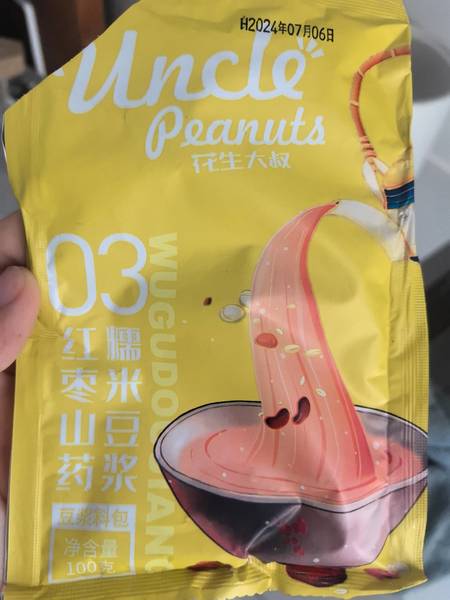 H2024年07月06日
Uncle
Peanuts
花生大叔
03
红枣山药
糯米豆浆
WUGUDOUJIANG
豆浆料包
净含量
100克